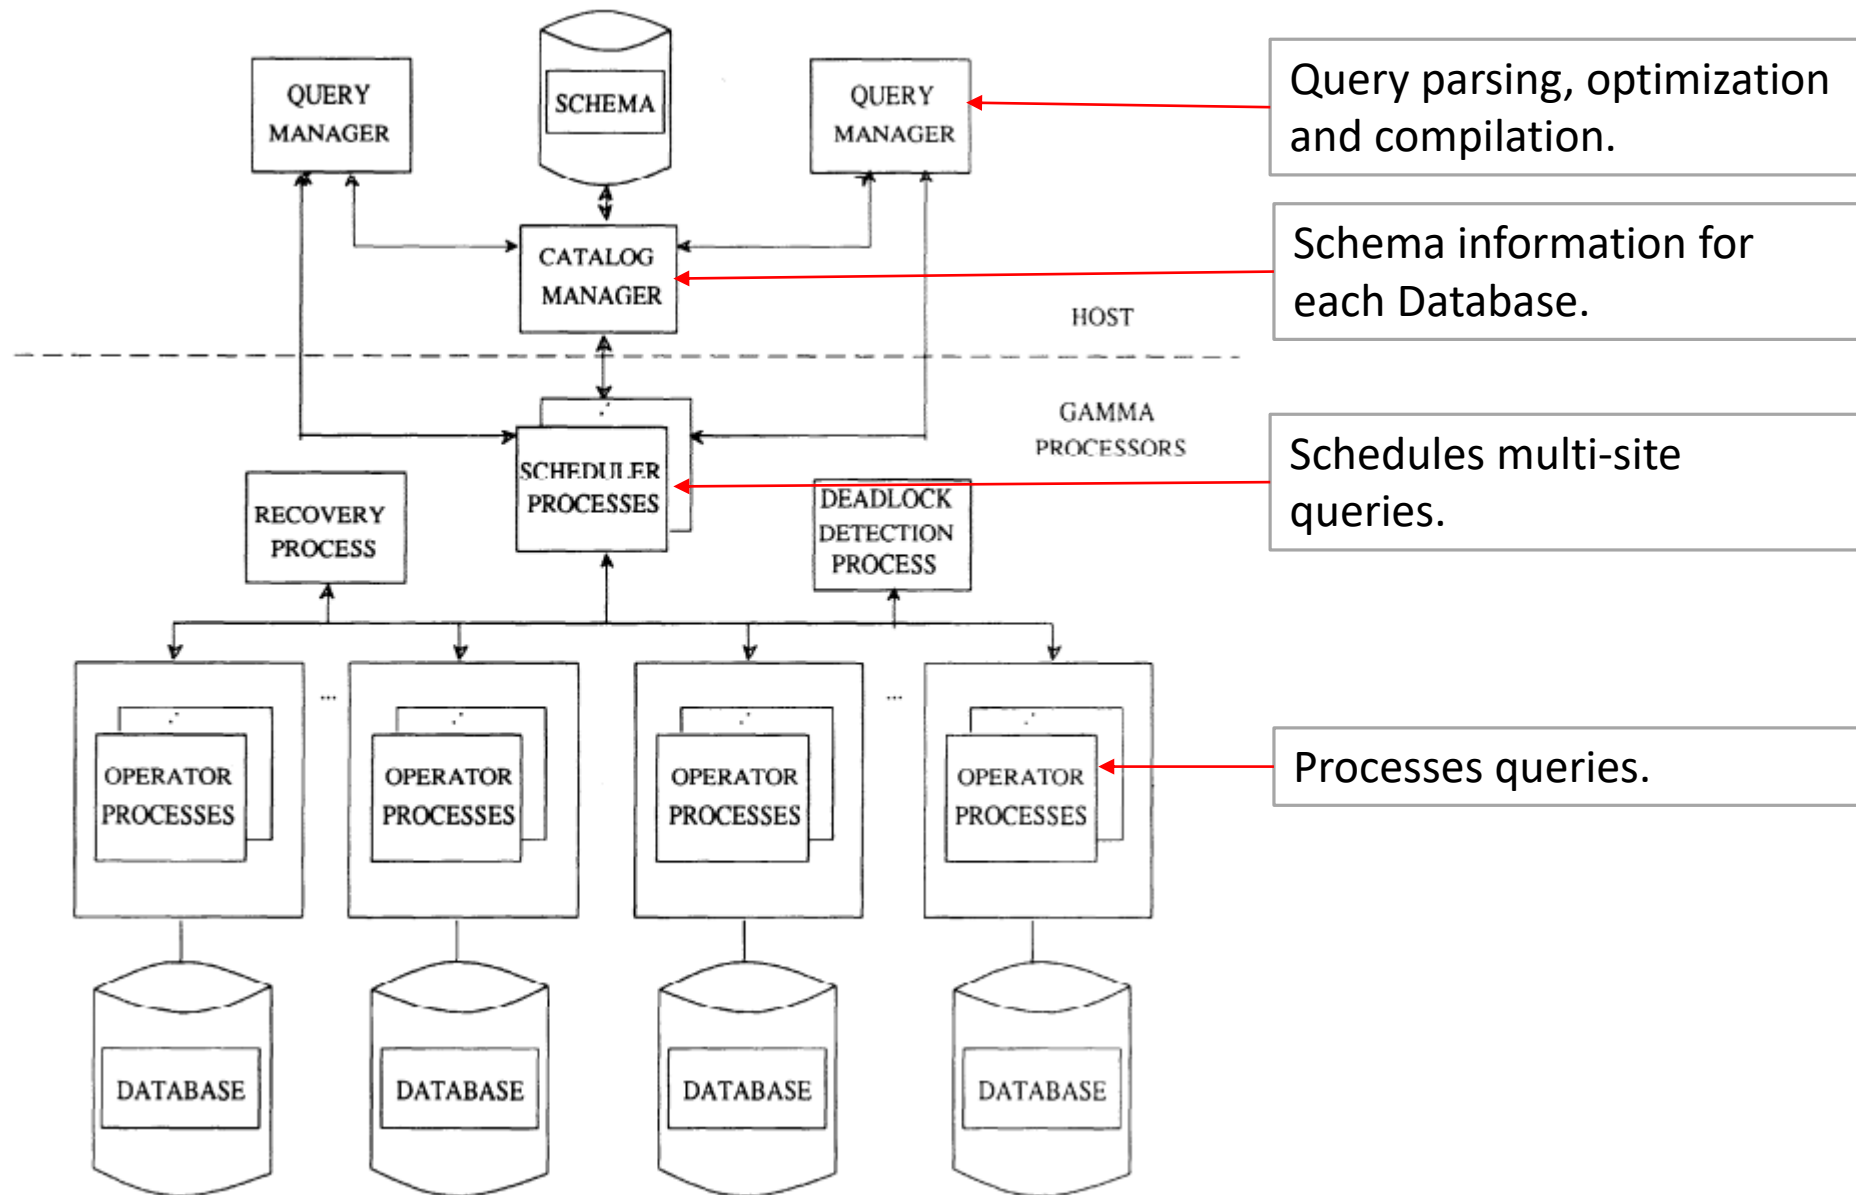 QUERY
MANAGER
SCHEMA
QUERY
MANAGER
Query parsing, optimization
and compilation.
CATALOG
MANAGER
Schema information for
each Database.
HOST
GAMMA
PROCESSORS
SCHEDULER
PROCESSES
Schedules multi-site
queries.
RECOVERY
PROCESS
DEADLOCK
DETECTION
PROCESS
...
...
OPERATOR
PROCESSES
OPERATOR
PROCESSES
OPERATOR
PROCESSES
OPERATOR
PROCESSES
Processes queries.
DATABASE
DATABASE
DATABASE
DATABASE